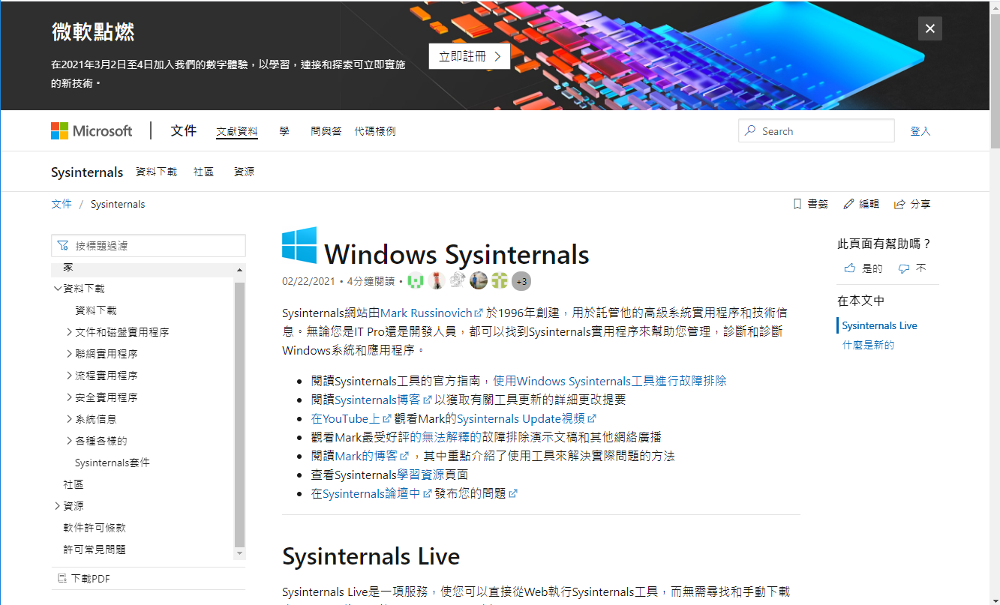 微軟點燃
在2021年3月2日至4日加入我們的數字體驗，以學習，連接和探索可立即實施
的新技術。
立即註冊
Microsoft
文件
文獻資料
學
問與答
代碼樣例
Search
登入
Sysinternals
資料下載
社區
資源
文件 / Sysinternals
書籤
編輯
分享
按標題過濾
家
資料下載
資料下載
文件和磁盤實用程序
聯網實用程序
流程實用程序
安全實用程序
系統信息
各種各樣的
Sysinternals套件
社區
資源
軟件許可條款
許可常見問題
下載PDF
Windows Sysinternals
02/22/2021 • 4分鐘閱讀 • +3
Sysinternals網站由Mark Russinovich於1996年創建，用於託管他的高級系統實用程序和技術信
息。無論您是IT Pro還是開發人員，都可以找到Sysinternals實用程序來幫助您管理，診斷和診斷
Windows系統和應用程序。
• 閱讀Sysinternals工具的官方指南，使用Windows Sysinternals工具進行故障排除
• 閱讀Sysinternals博客以獲取有關工具更新的詳細更改提要
• 在YouTube上觀看Mark的Sysinternals Update視頻
• 觀看Mark最受好評的無法解釋的故障排除演示文稿和其他網絡廣播
• 閱讀Mark的博客，其中重點介紹了使用工具來解決實際問題的方法
• 查看Sysinternals學習資源頁面
• 在Sysinternals論壇中發布您的問題
Sysinternals Live
Sysinternals Live是一項服務，使您可以直接從Web執行Sysinternals工具，而無需尋找和手動下載
此頁面有幫助嗎？
是的
不
在本文中
Sysinternals Live
什麼是新的